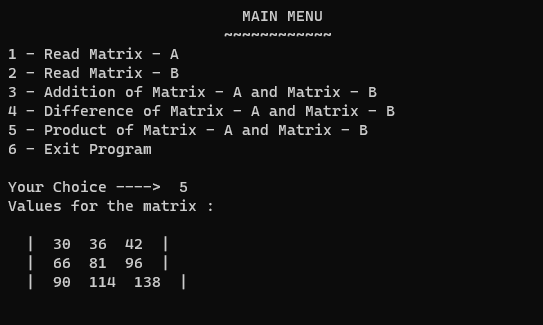 MAIN MENU
~~~~~~~~~~~~
1 - Read Matrix - A
2 - Read Matrix - B
3 - Addition of Matrix - A and Matrix - B
4 - Difference of Matrix - A and Matrix - B
5 - Product of Matrix - A and Matrix - B
6 - Exit Program
Your Choice ----> 5
Values for the matrix :
| 30 36 42 |
| 66 81 96 |
| 90 114 138 |